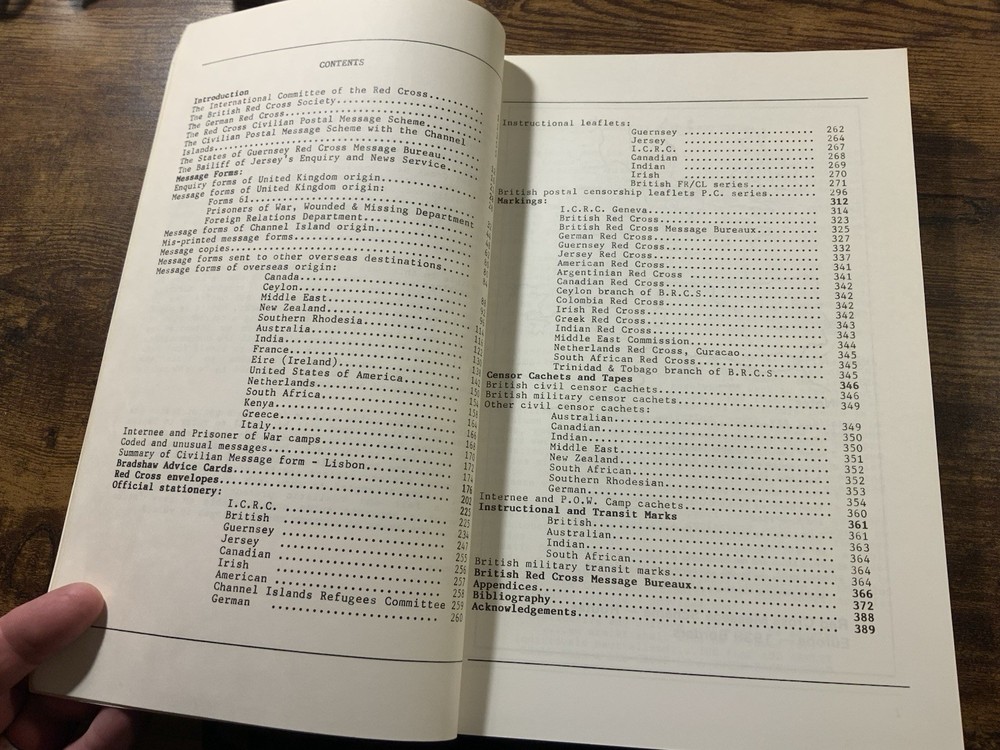 CONTENTS
Introduction
The International Committee of the Red Cross
The British Red Cross Society
The German Red Cross
The Red Cross Civilian Postal Message Scheme
The Civilian Postal Message Scheme with the Channel
Islands
The States of Guernsey Red Cross Message Bureau
The Bailiff of Jersey's Enquiry and News Service
Message Forms:
Enquiry forms of United Kingdom origin
Message forms of United Kingdom origin:
Forms 61
Prisoners of War, Wounded & Missing Department
Foreign Relations Department
Message forms of Channel Island origin
Mis-printed message forms
Message copies
Message forms sent to other overseas destinations
Message forms of overseas origin:
Canada
Ceylon
Middle East
New Zealand
Southern Rhodesia
Australia
India
France
Eire (Ireland)
United States of America
Netherlands
South Africa
Kenya
Greece
Italy
Internee and Prisoner of War camps
Coded and unusual messages
Summary of Civilian Message form - Lisbon
Bradshaw Advice Cards
Red Cross envelopes
Official stationery:
I.C.R.C.
British
Guernsey
Jersey
Canadian
Irish
American
Channel Islands Refugees Committee 259
German 260
Instructional leaflets:
Guernsey 262
Jersey 264
I.C.R.C. 267
Canadian 268
Indian 269
Irish 270
British FR/CL series 271
British postal censorship leaflets P.C. series 296
Markings: 312
I.C.R.C. Geneva 314
British Red Cross 323
British Red Cross Message Bureaux 325
German Red Cross 327
Guernsey Red Cross 332
Jersey Red Cross 337
American Red Cross 341
Argentinian Red Cross 341
Canadian Red Cross 342
Ceylon branch of B.R.C.S. 342
Colombia Red Cross 342
Irish Red Cross 342
Greek Red Cross 343
Indian Red Cross 343
Middle East Commission 344
Netherlands Red Cross, Curacao 345
South African Red Cross 345
Trinidad & Tobago branch of B.R.C.S. 345
Censor Cachets and Tapes 346
British civil censor cachets 346
British military censor cachets 349
Other civil censor cachets:
Australian 349
Canadian 350
Indian 350
Middle East 351
New Zealand 352
South African 352
Southern Rhodesian 353
German 354
Internee and P.O.W. Camp cachets 360
Instructional and Transit Marks 361
British 361
Australian 363
Indian 364
South African 364
British military transit marks 364
British Red Cross Message Bureaux 366
Appendices 372
Bibliography 388
Acknowledgements 389